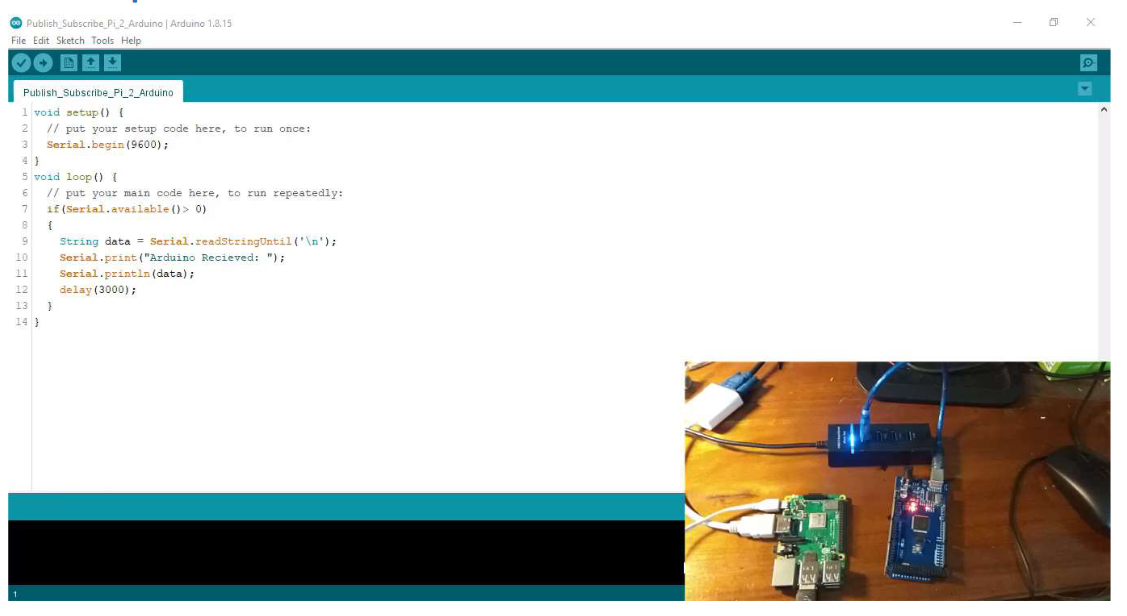 Publish_Subscribe_Pi_2_Arduino | Arduino 1.8.15
File Edit Sketch Tools Help
Publish_Subscribe_Pi_2_Arduino
1 void setup() {
2 // put your setup code here, to run once:
3 Serial.begin(9600);
4 }
5 void loop() {
6 // put your main code here, to run repeatedly:
7 if(Serial.available()> 0)
8 {
9 String data = Serial.readStringUntil('\n');
10 Serial.print("Arduino Recieved: ");
11 Serial.println(data);
12 delay(3000);
13 }
14 }
1